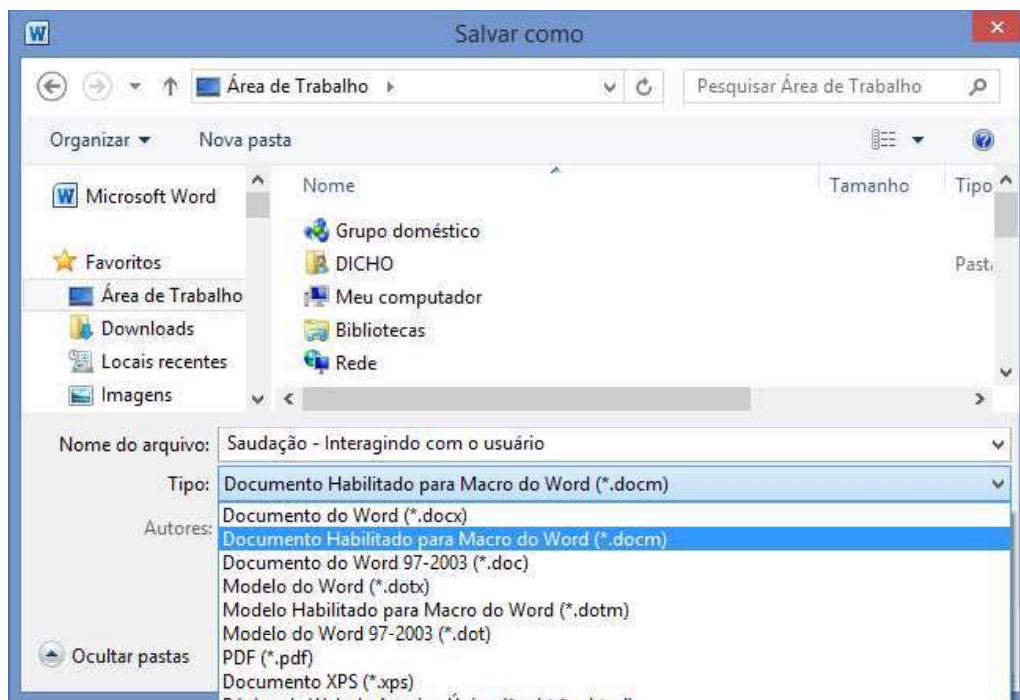 Salvar como
Área de Trabalho
Pesquisar Área de Trabalho
Organizar
Nova pasta
Microsoft Word
Favoritos
Área de Trabalho
Downloads
Locais recentes
Imagens
Nome
Tamanho
Tipo
Grupo doméstico
DICHO
Pasta
Meu computador
Bibliotecas
Rede
Nome do arquivo: Saudação - Interagindo com o usuário
Tipo: Documento Habilitado para Macro do Word (*.docm)
Autores:
Documento do Word (*.docx)
Documento Habilitado para Macro do Word (*.docm)
Documento do Word 97-2003 (*.doc)
Modelo do Word (*.dotx)
Modelo Habilitado para Macro do Word (*.dotm)
Modelo do Word 97-2003 (*.dot)
PDF (*.pdf)
Documento XPS (*.xps)
Ocultar pastas